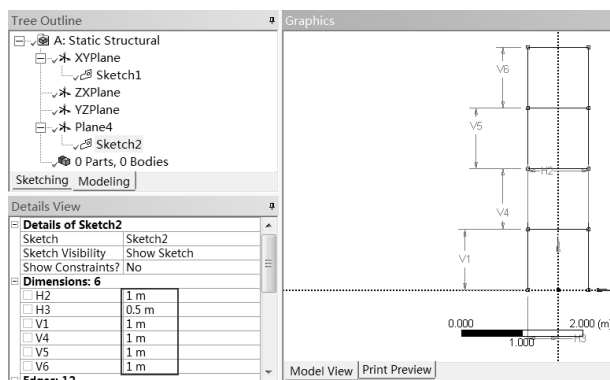 Tree Outline
A: Static Structural
XYPlane
Sketch1
ZXPlane
YZPlane
Plane4
Sketch2
0 Parts, 0 Bodies
Sketching Modeling
Details View
Details of Sketch2
Sketch Sketch2
Sketch Visibility Show Sketch
Show Constraints? No
Dimensions: 6
H2 1 m
H3 0.5 m
V1 1 m
V4 1 m
V5 1 m
V6 1 m
Edges: 12
Graphics
V6
V5
H2
V4
V1
0.000 2.000 (m)
1.000
H3
Model View Print Preview